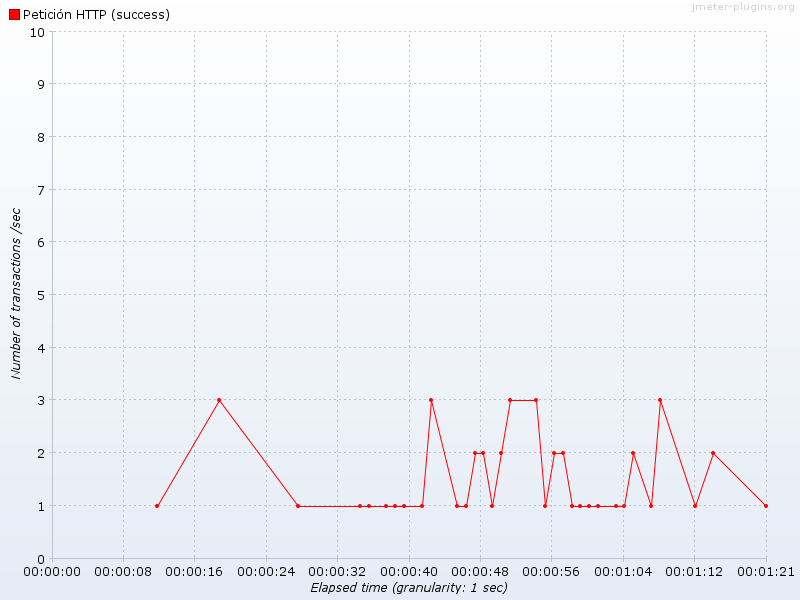 jmeter-plugins.org
Petición HTTP (success)
10
9
8
7
6
5
4
3
2
1
0
Number of transactions /sec
00:00:00 00:00:08 00:00:16 00:00:24 00:00:32 00:00:40 00:00:48 00:00:56 00:01:04 00:01:12 00:01:21
Elapsed time (granularity: 1 sec)